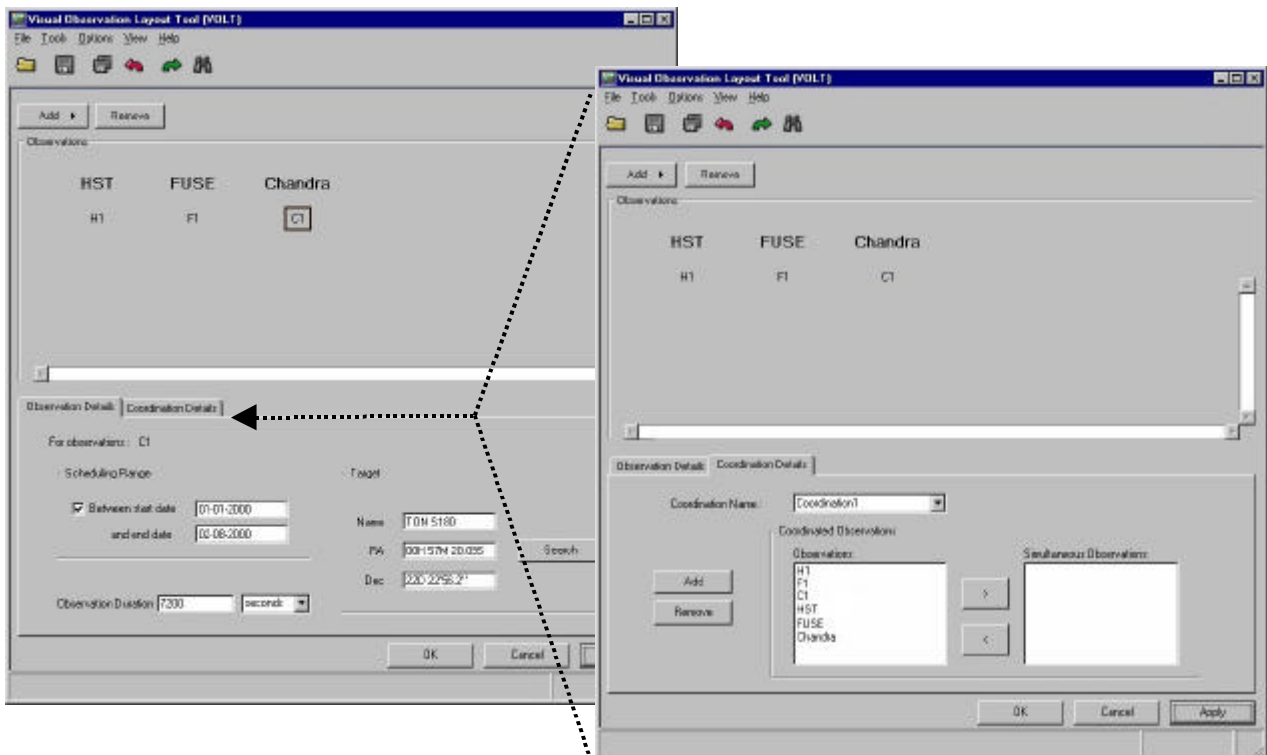 Visual Observation Layout Tool (VOLT)
File Tools Options View Help
Add Remove
Observations
HST FUSE Chandra
H1 F1 C1
Observation Details Coordination Details
For observations: C1
Scheduling Range
Between start date 01-01-2000
and end date 02-08-2000
Observation Duration 7200 seconds
Target
Name TON S180
RA 00H 57M 20.03S
Search
Dec 22D 22'56.2"
OK Cancel
Visual Observation Layout Tool (VOLT)
File Tools Options View Help
Add Remove
Observations
HST FUSE Chandra
H1 F1 C1
Observation Details Coordination Details
Coordination Name: Coordination1
Coordinated Observations
Observations Simultaneous Observations
H1
F1
C1
HST
FUSE
Chandra
Add
Remove
>
<
OK Cancel Apply